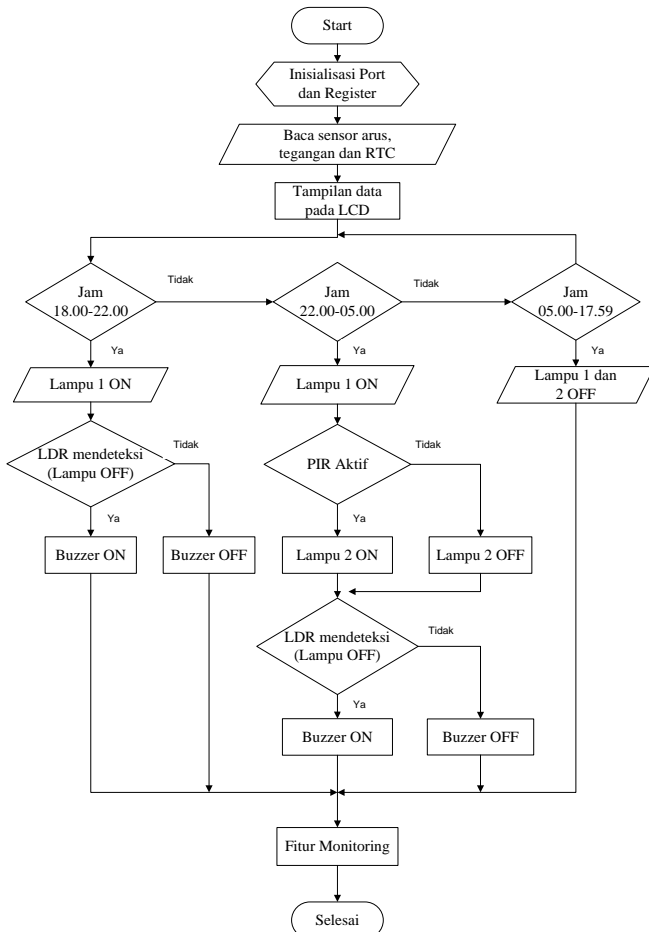 Start
Inisialisasi Port
dan Register
Baca sensor arus,
tegangan dan RTC
Tampilan data
pada LCD
Jam
18.00-22.00
Tidak
Jam
22.00-05.00
Tidak
Jam
05.00-17.59
Ya
Ya
Ya
Lampu 1 ON
Lampu 1 ON
Lampu 1 dan
2 OFF
LDR mendeteksi
(Lampu OFF)
Tidak
PIR Aktif
Tidak
Ya
Ya
Buzzer ON
Buzzer OFF
Lampu 2 ON
Lampu 2 OFF
LDR mendeteksi
(Lampu OFF)
Tidak
Ya
Buzzer ON
Buzzer OFF
Fitur Monitoring
Selesai